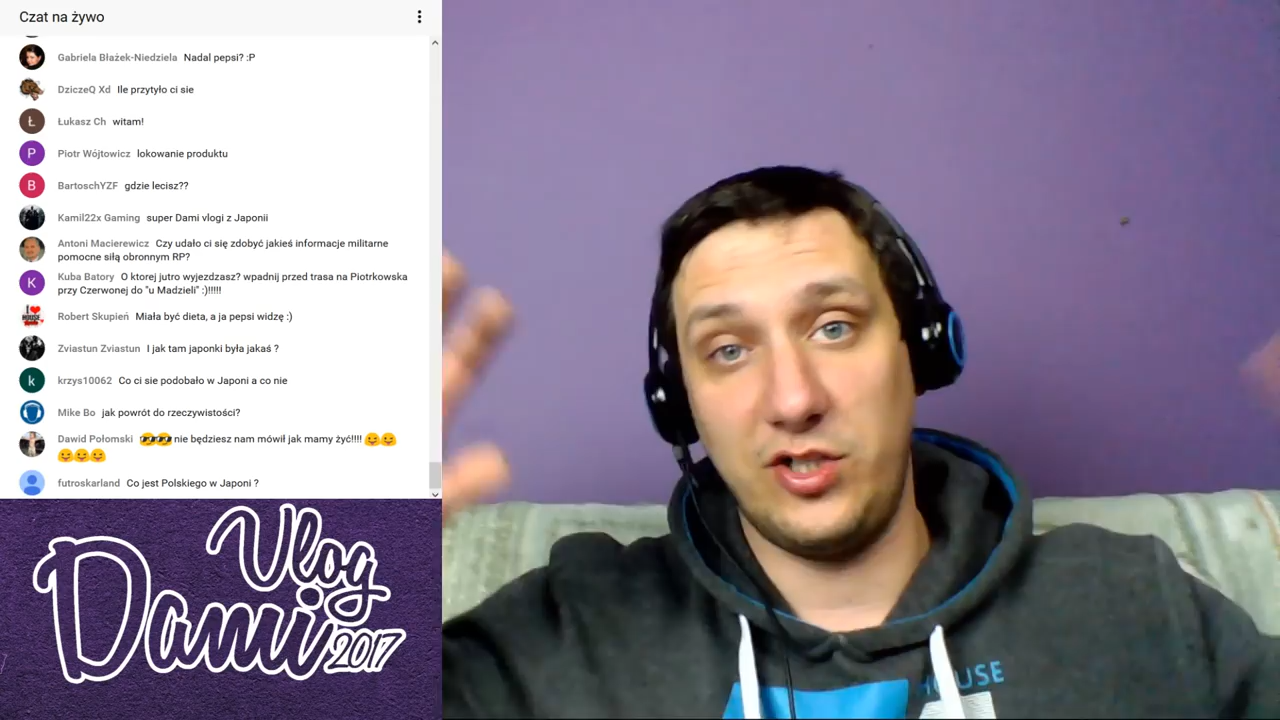 Czat na żywo
Gabriela Błażek-Niedziela Nadal pepsi? :P
DziczeQ Xd Ile przytyło ci sie
Ł
Łukasz Ch witam!
P
Piotr Wójtowicz lokowanie produktu
B
BartoschYZF gdzie lecisz??
Kamil22x Gaming super Dami vlogi z Japonii
Antoni Macierewicz Czy udało ci się zdobyć jakieś informacje militarne
pomocne siłą obronnym RP?
K
Kuba Batory O ktorej jutro wyjezdzasz? wpadnij przed trasa na Piotrkowska
przy Czerwonej do "u Madzieli" :)!!!!!
I
HOUSE
Robert Skupień Miała być dieta, a ja pepsi widzę :)
Zviastun Zviastun I jak tam japonki była jakaś ?
k
krzys10062 Co ci sie podobało w Japoni a co nie
Mike Bo jak powrót do rzeczywistości?
Dawid Połomski 😎😎 nie będziesz nam mówił jak mamy żyć!!!! 😜😜
😜😜😜
futroskarland Co jest Polskiego w Japoni ?
Vlog
Dami
2017
HOUSE